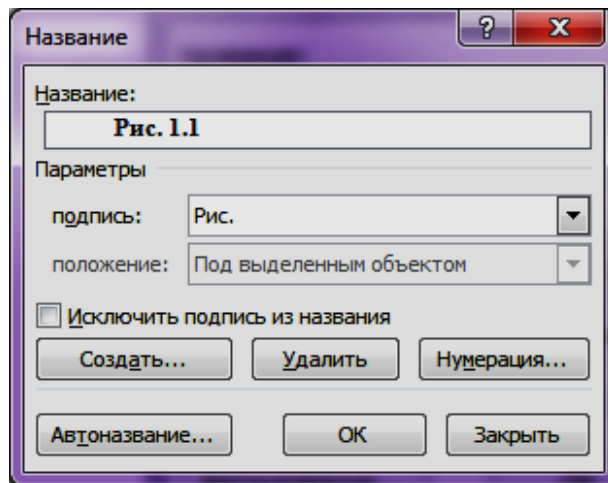 Название
?
X
Название:
Рис. 1.1
Параметры
подпись: Рис.
положение: Под выделенным объектом
Исключить подпись из названия
Создать... Удалить Нумерация...
Автоназвание... ОК Закрыть